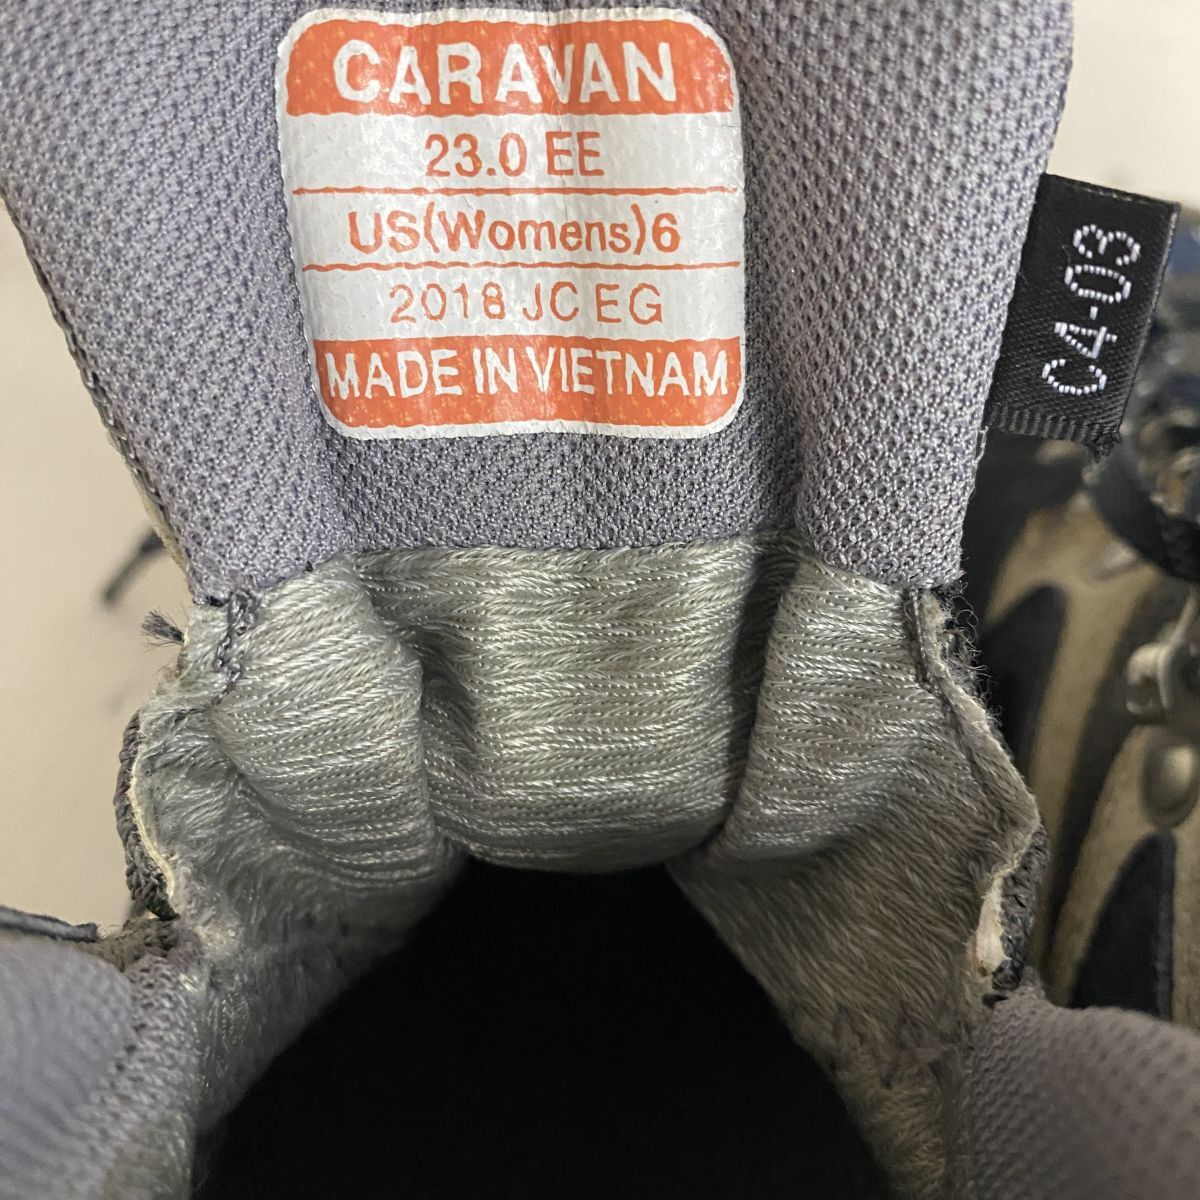 CARAVAN
23.0 EE
US(Womens)6
2018 JC EG
MADE IN VIETNAM
C4-03